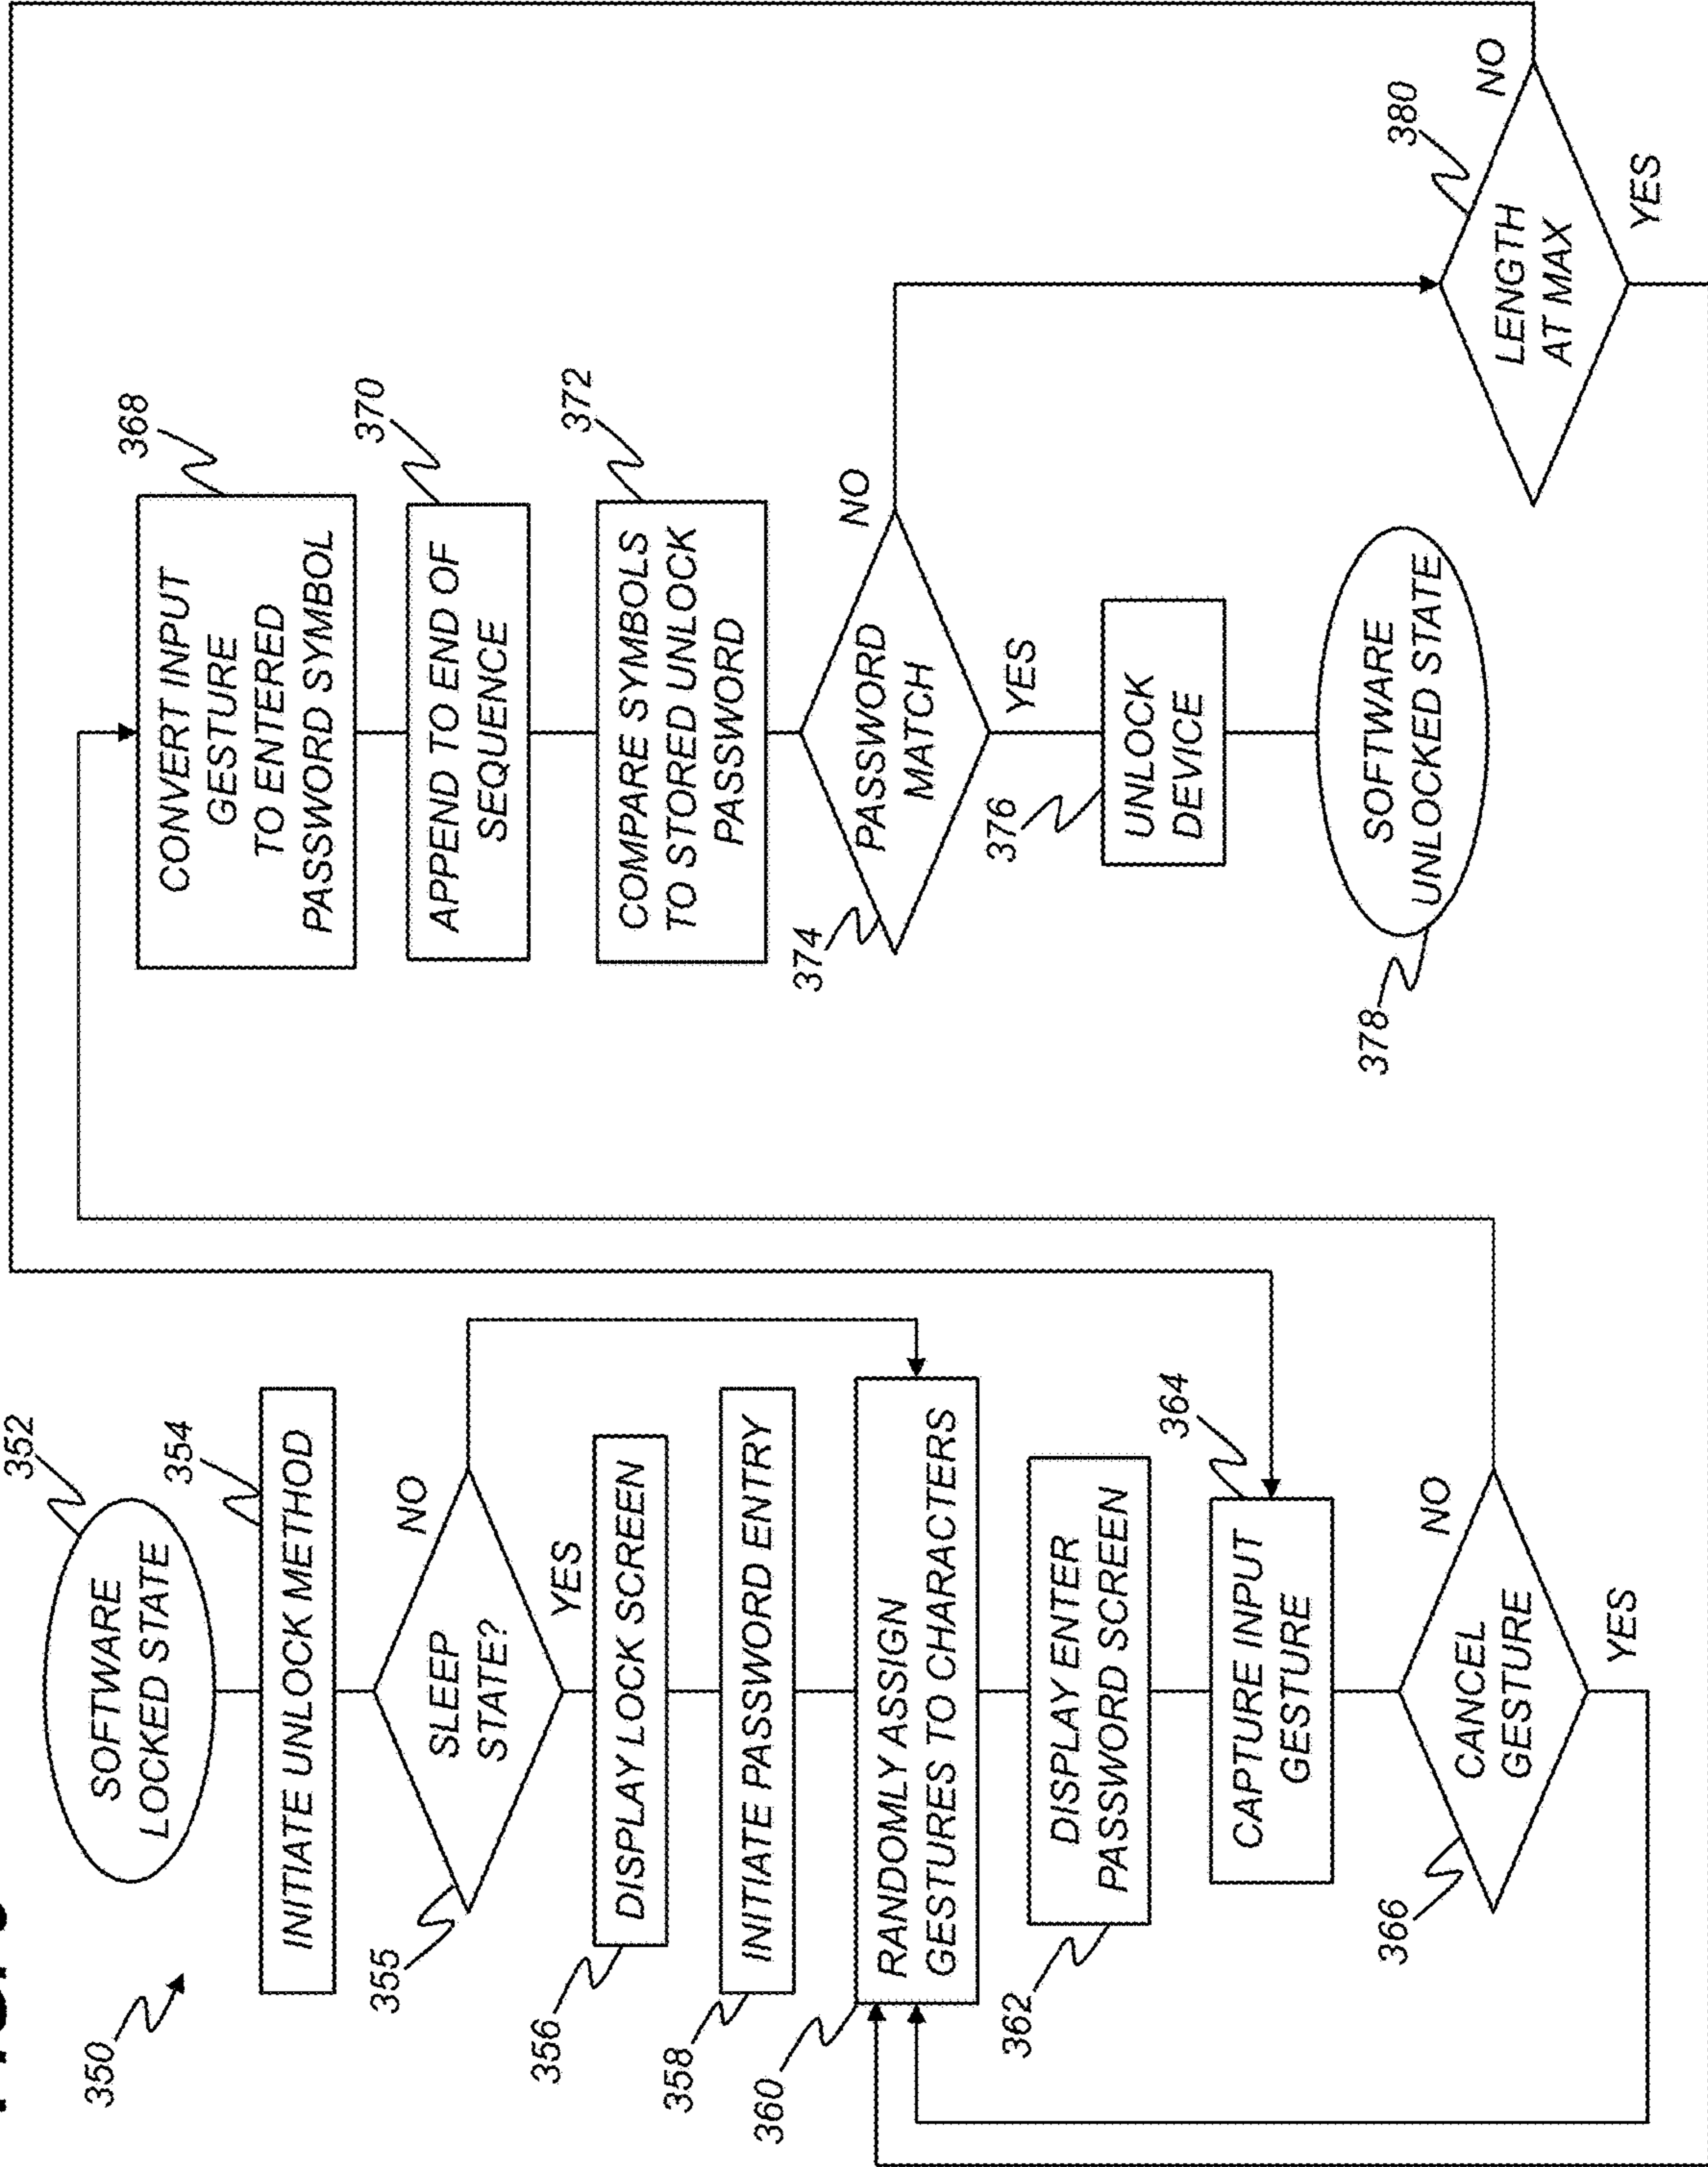 350
352
SOFTWARE
LOCKED STATE
354
INITIATE UNLOCK METHOD
355
SLEEP
STATE?
NO
YES
356
DISPLAY LOCK SCREEN
358
INITIATE PASSWORD ENTRY
360
RANDOMLY ASSIGN
GESTURES TO CHARACTERS
362
DISPLAY ENTER
PASSWORD SCREEN
364
CAPTURE INPUT
GESTURE
366
CANCEL
GESTURE
NO
YES
368
CONVERT INPUT
GESTURE
TO ENTERED
PASSWORD SYMBOL
370
APPEND TO END OF
SEQUENCE
372
COMPARE SYMBOLS
TO STORED UNLOCK
PASSWORD
374
PASSWORD
MATCH
NO
YES
376
UNLOCK
DEVICE
378
SOFTWARE
UNLOCKED STATE
380
LENGTH
AT MAX
NO
YES